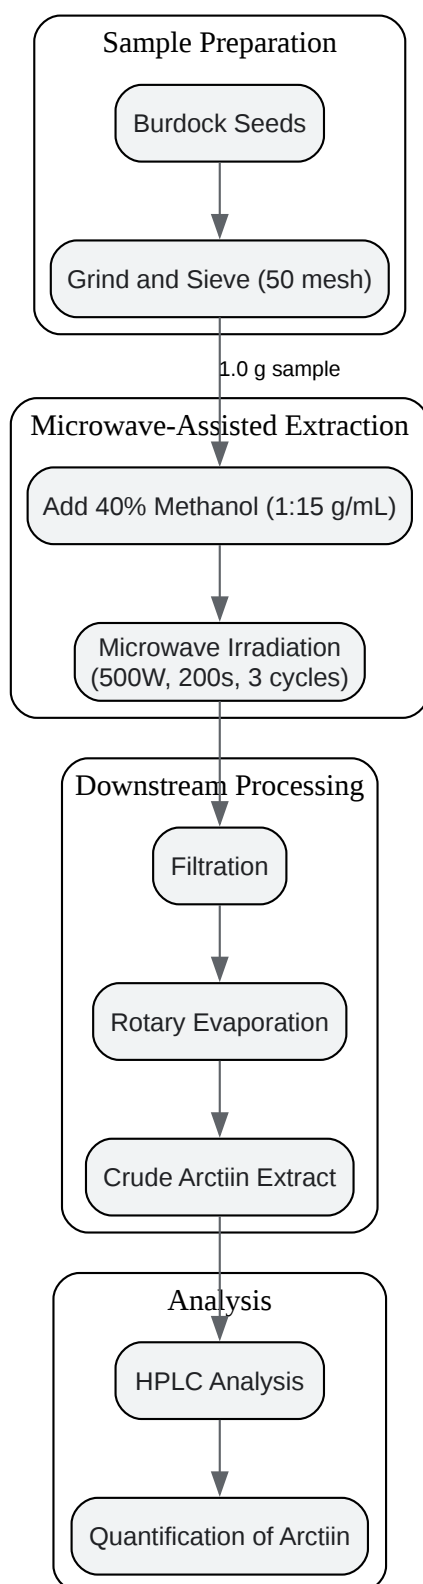 Sample Preparation
Burdock Seeds
Grind and Sieve (50 mesh)
1.0 g sample
Microwave-Assisted Extraction
Add 40% Methanol (1:15 g/mL)
Microwave Irradiation
(500W, 200s, 3 cycles)
Downstream Processing
Filtration
Rotary Evaporation
Crude Arctiin Extract
Analysis
HPLC Analysis
Quantification of Arctiin